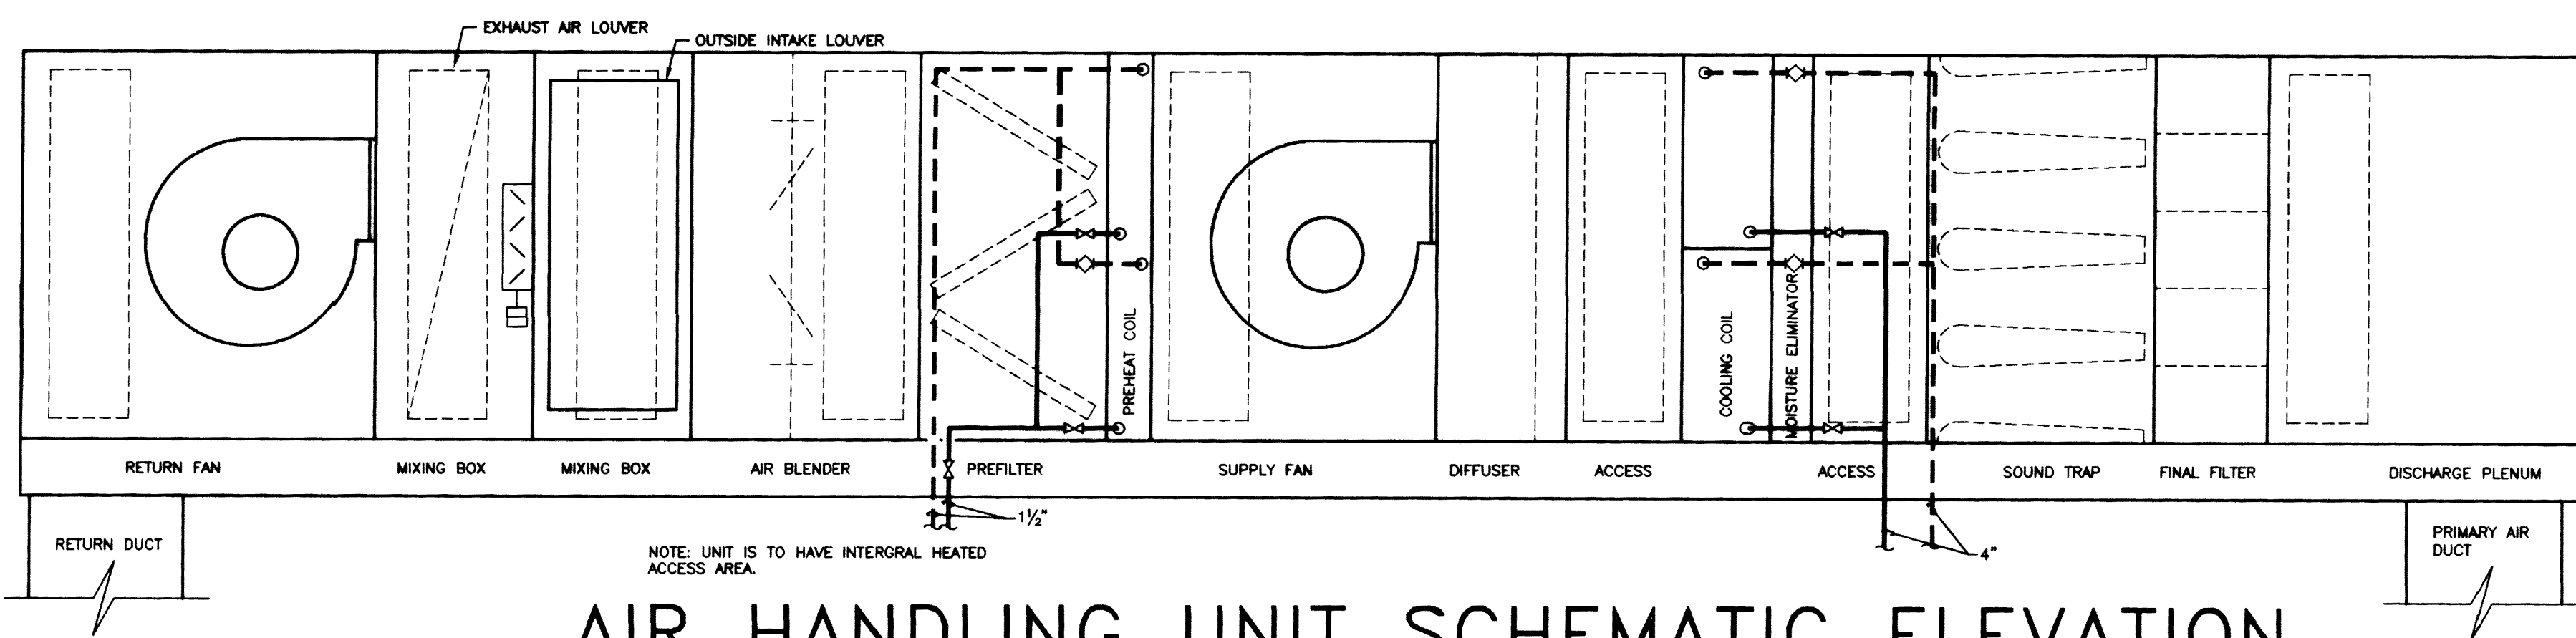 EXHAUST AIR LOUVER
OUTSIDE INTAKE LOUVER
PREHEAT COIL
COOLING COIL
MOISTURE ELIMINATOR
RETURN FAN
MIXING BOX
MIXING BOX
AIR BLENDER
PREFILTER
SUPPLY FAN
DIFFUSER
ACCESS
ACCESS
SOUND TRAP
FINAL FILTER
DISCHARGE PLENUM
1½"
4"
RETURN DUCT
NOTE: UNIT IS TO HAVE INTERGRAL HEATED
ACCESS AREA.
PRIMARY AIR
DUCT
AIR HANDLING UNIT SCHEMATIC ELEVATION